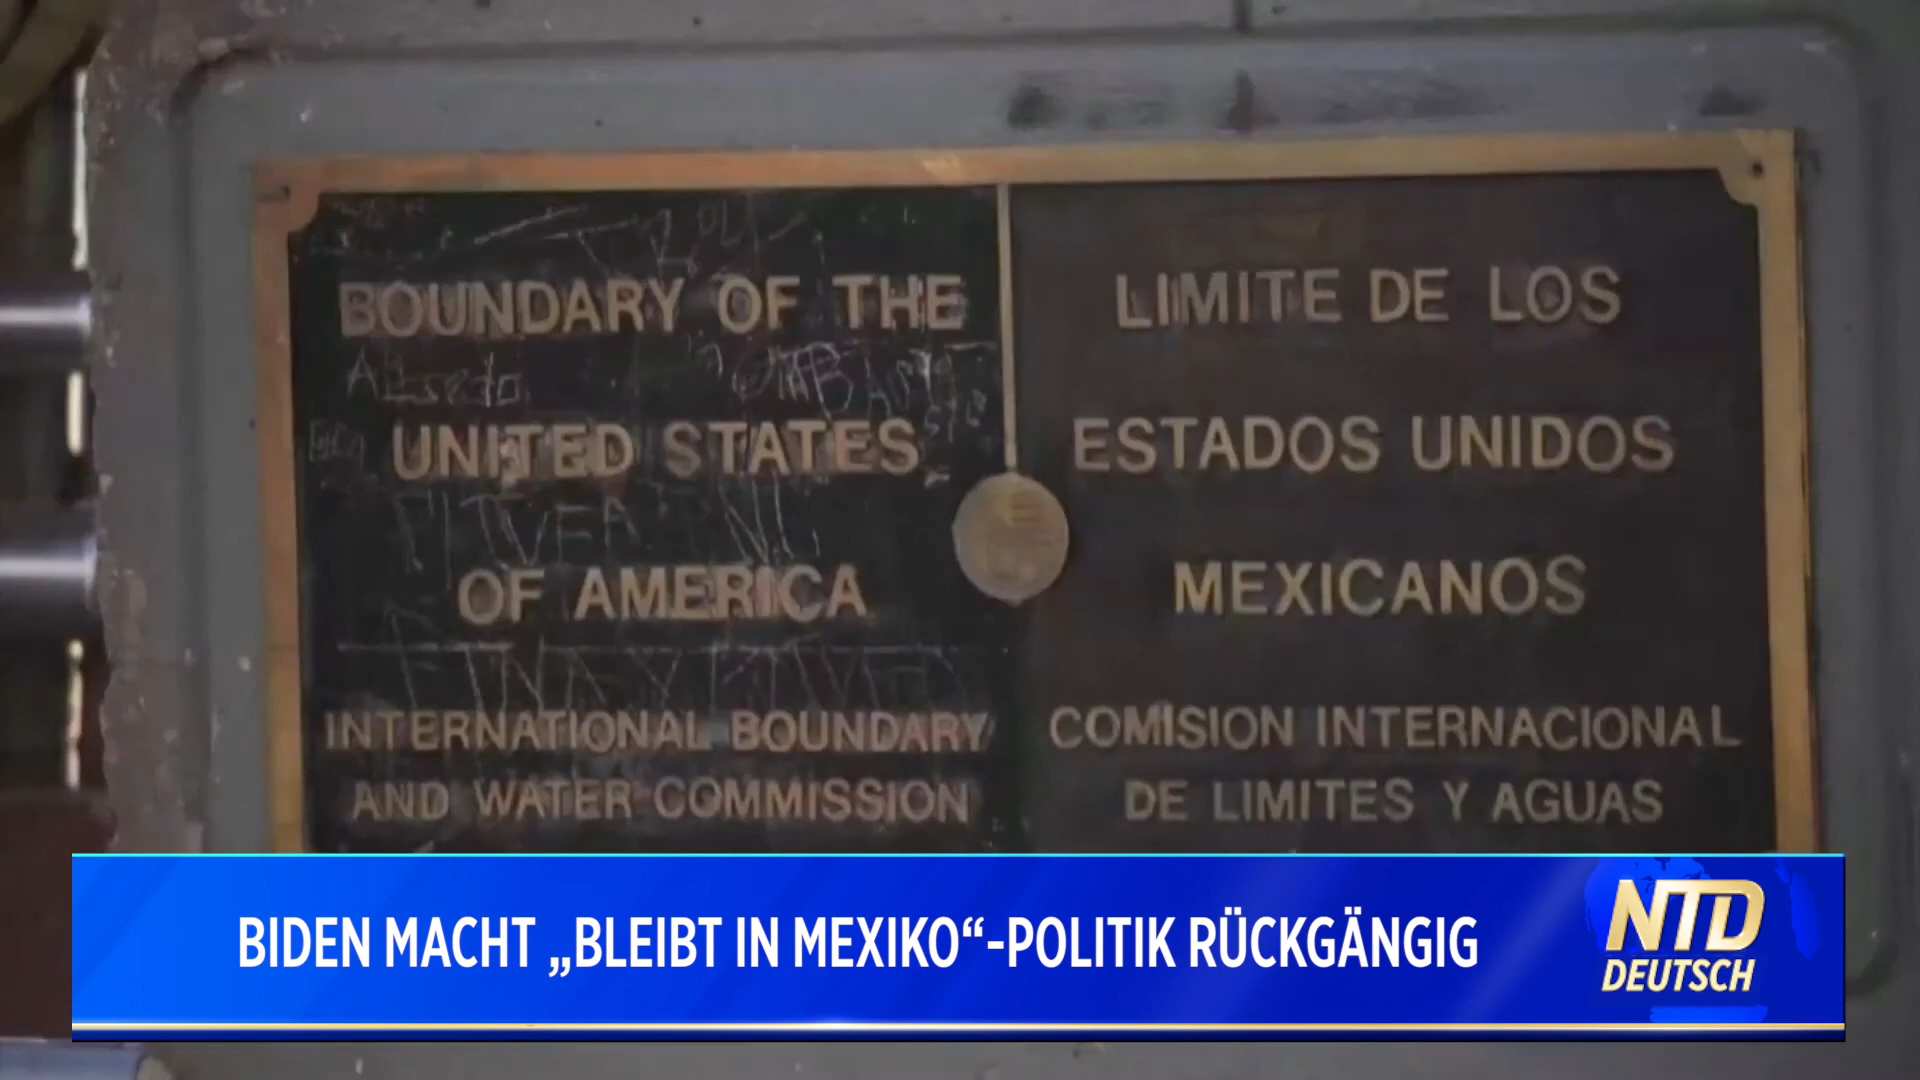 BOUNDARY OF THE
UNITED STATES
OF AMERICA
INTERNATIONAL BOUNDARY
AND WATER COMMISSION
LIMITE DE LOS
ESTADOS UNIDOS
MEXICANOS
COMISION INTERNACIONAL
DE LIMITES Y AGUAS
BIDEN MACHT „BLEIBT IN MEXIKO“-POLITIK RÜCKGÄNGIG
NTD
DEUTSCH